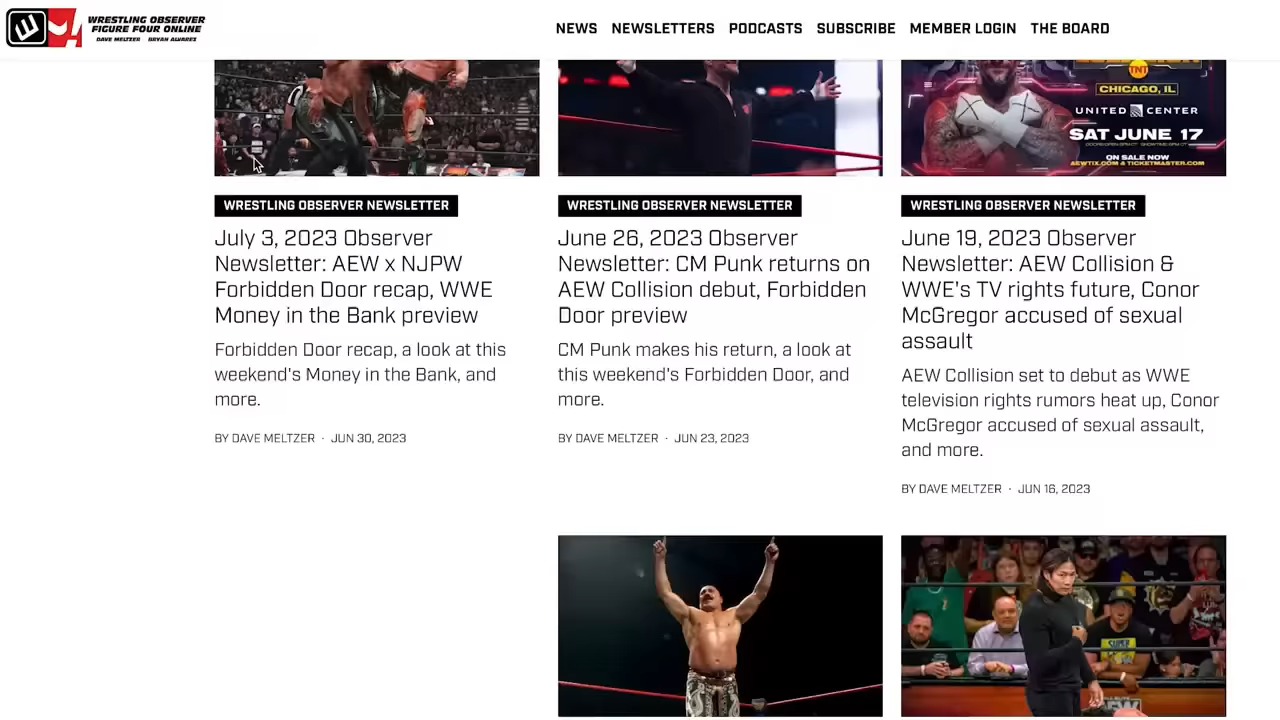 WRESTLING OBSERVER
FIGURE FOUR ONLINE
DAVE MELTZER BRYAN ALVAREZ
NEWS NEWSLETTERS PODCASTS SUBSCRIBE MEMBER LOGIN THE BOARD
TNT
CHICAGO, IL
UNITED CENTER
SAT JUNE 17
ON SALE NOW
AEWTIX.COM & TICKETMASTER.COM
WRESTLING OBSERVER NEWSLETTER
July 3, 2023 Observer
Newsletter: AEW x NJPW
Forbidden Door recap, WWE
Money in the Bank preview
Forbidden Door recap, a look at this
weekend's Money in the Bank, and
more.
BY DAVE MELTZER · JUN 30, 2023
WRESTLING OBSERVER NEWSLETTER
June 26, 2023 Observer
Newsletter: CM Punk returns on
AEW Collision debut, Forbidden
Door preview
CM Punk makes his return, a look at
this weekend's Forbidden Door, and
more.
BY DAVE MELTZER · JUN 23, 2023
WRESTLING OBSERVER NEWSLETTER
June 19, 2023 Observer
Newsletter: AEW Collision &
WWE's TV rights future, Conor
McGregor accused of sexual
assault
AEW Collision set to debut as WWE
television rights rumors heat up, Conor
McGregor accused of sexual assault,
and more.
BY DAVE MELTZER · JUN 16, 2023
SUPER
AEW